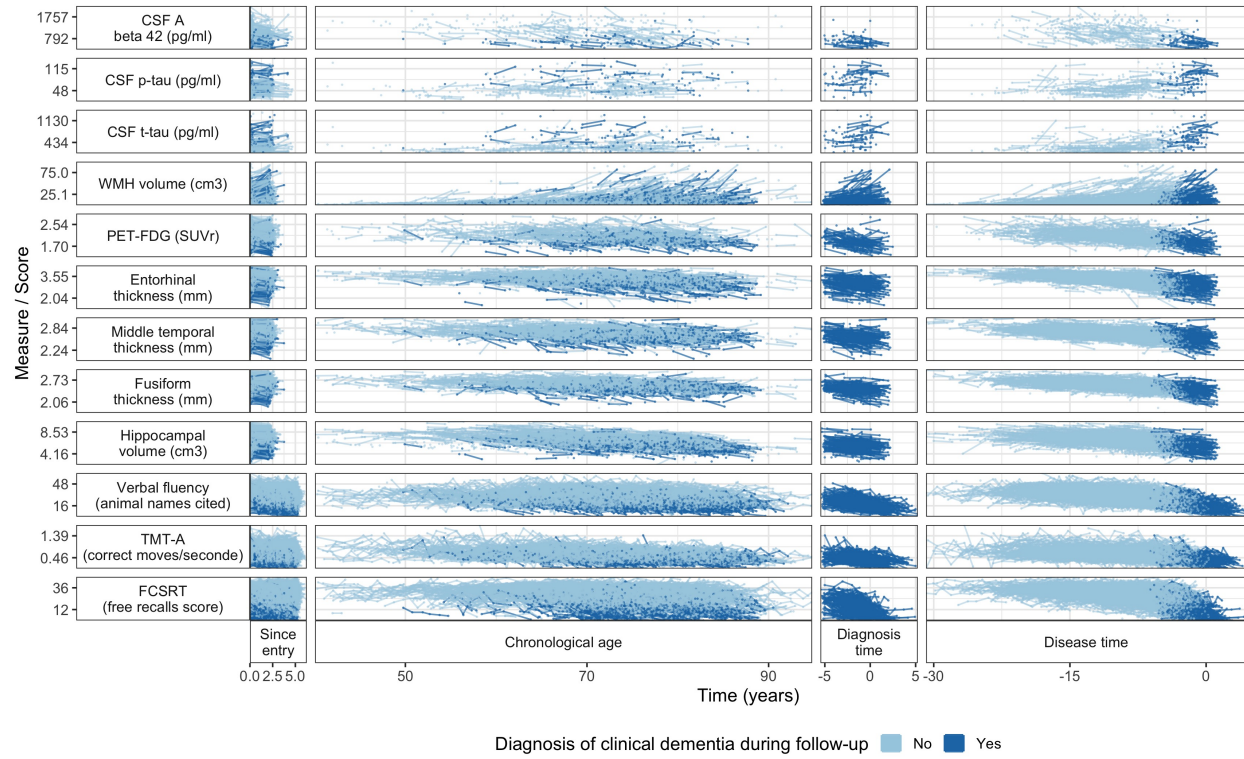 Measure / Score
CSF A
beta 42 (pg/ml)
1757
792
CSF p-tau (pg/ml)
115
48
CSF t-tau (pg/ml)
1130
434
WMH volume (cm3)
75.0
25.1
PET-FDG (SUVr)
2.54
1.70
Entorhinal
thickness (mm)
3.55
2.04
Middle temporal
thickness (mm)
2.84
2.24
Fusiform
thickness (mm)
2.73
2.06
Hippocampal
volume (cm3)
8.53
4.16
Verbal fluency
(animal names cited)
48
16
TMT-A
(correct moves/seconde)
1.39
0.46
FCSRT
(free recalls score)
36
12
Since
entry
Chronological age
Diagnosis
time
Disease time
0.0 2.5 5.0
50 70 90
-5 0 5
-30 -15 0
Time (years)
Diagnosis of clinical dementia during follow-up No Yes